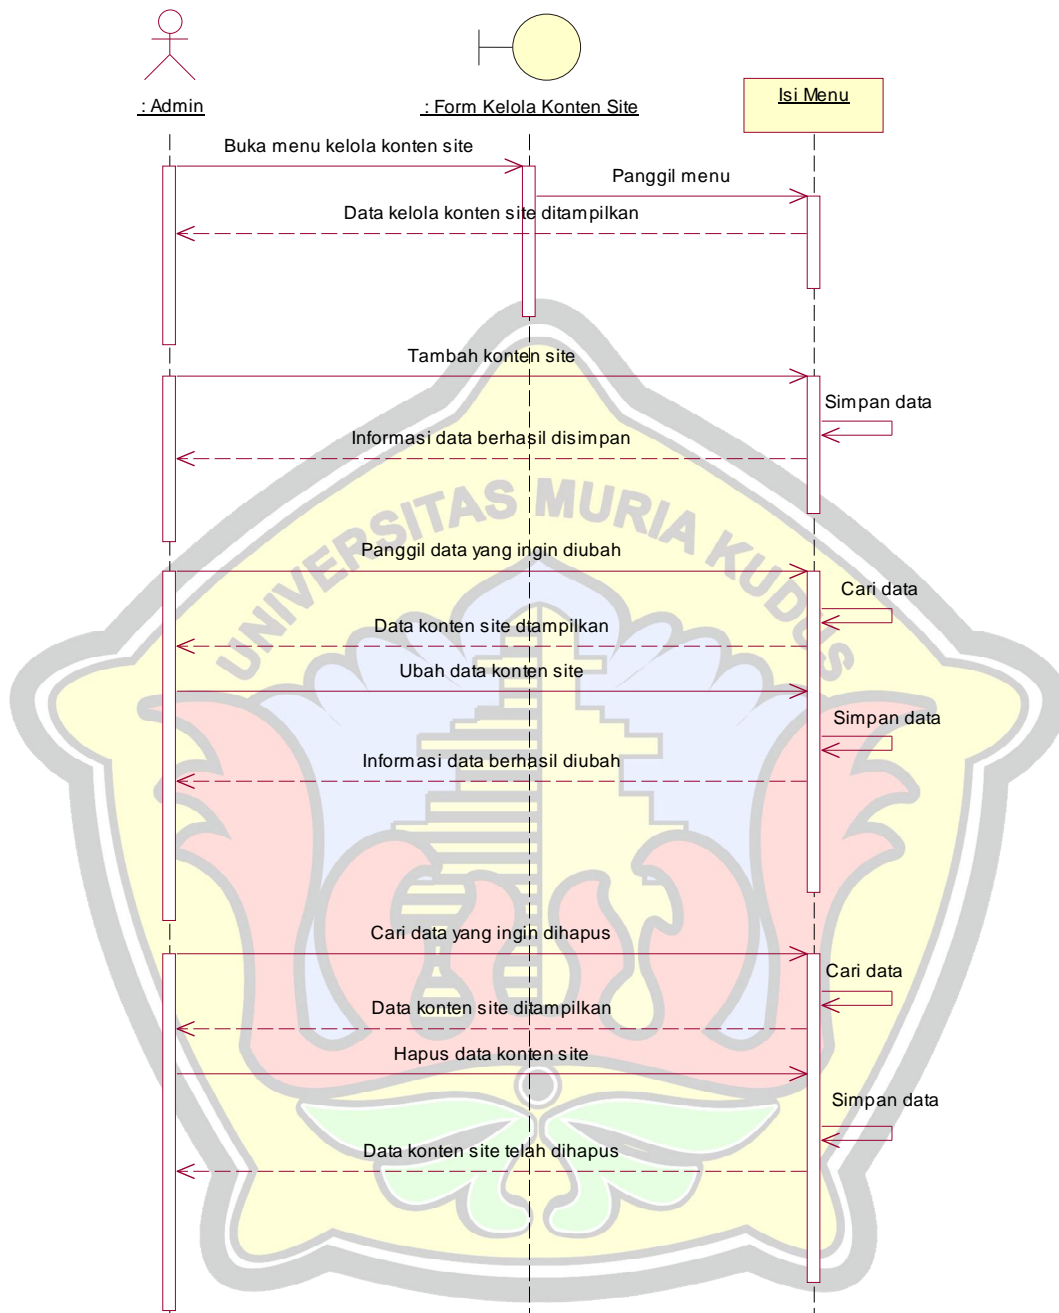 : Admin
: Form Kelola Konten Site
Isi Menu
Buka menu kelola konten site
Panggil menu
Data kelola konten site ditampilkan
Tambah konten site
Simpan data
Informasi data berhasil disimpan
UNIVERSITAS MURIA KUDUS
Panggil data yang ingin diubah
Cari data
Data konten site dtampilkan
Ubah data konten site
Simpan data
Informasi data berhasil diubah
Cari data yang ingin dihapus
Cari data
Data konten site ditampilkan
Hapus data konten site
Simpan data
Data konten site telah dihapus